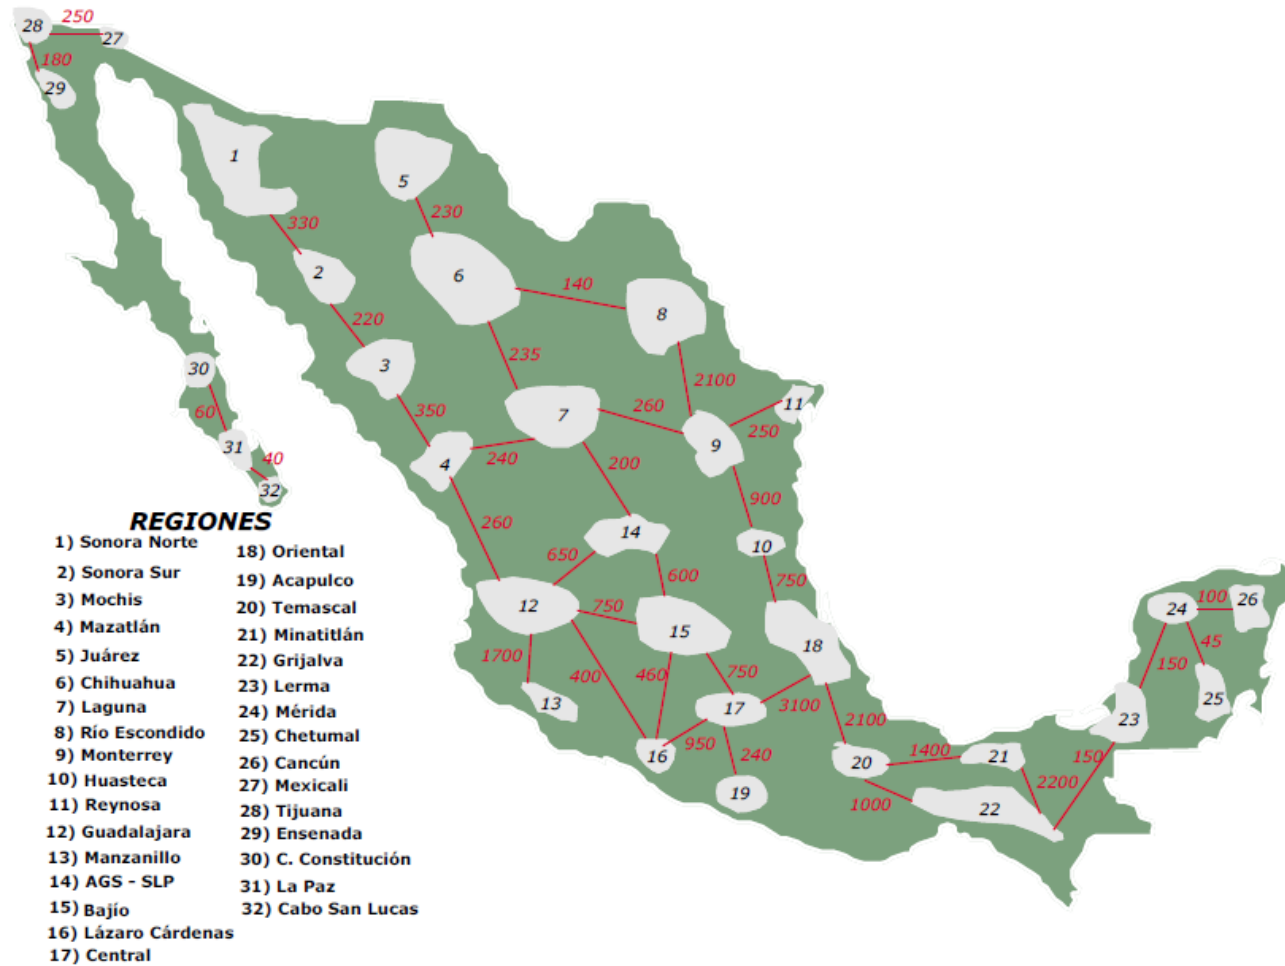 28
250
27
180
29
1
5
330
230
2
6
140
8
220
235
3
2100
30
350
7
260
11
60
250
9
31
240
4
200
40
32
900
260
14
10
650
600
750
12
750
15
18
1700
400
460
750
13
17
3100
950
16
2100
240
19
20
1400
21
1000
2200
22
150
23
150
24
100
26
45
25
REGIONES
1) Sonora Norte
2) Sonora Sur
3) Mochis
4) Mazatlán
5) Juárez
6) Chihuahua
7) Laguna
8) Río Escondido
9) Monterrey
10) Huasteca
11) Reynosa
12) Guadalajara
13) Manzanillo
14) AGS - SLP
15) Bajío
16) Lázaro Cárdenas
17) Central
18) Oriental
19) Acapulco
20) Temascal
21) Minatitlán
22) Grijalva
23) Lerma
24) Mérida
25) Chetumal
26) Cancún
27) Mexicali
28) Tijuana
29) Ensenada
30) C. Constitución
31) La Paz
32) Cabo San Lucas